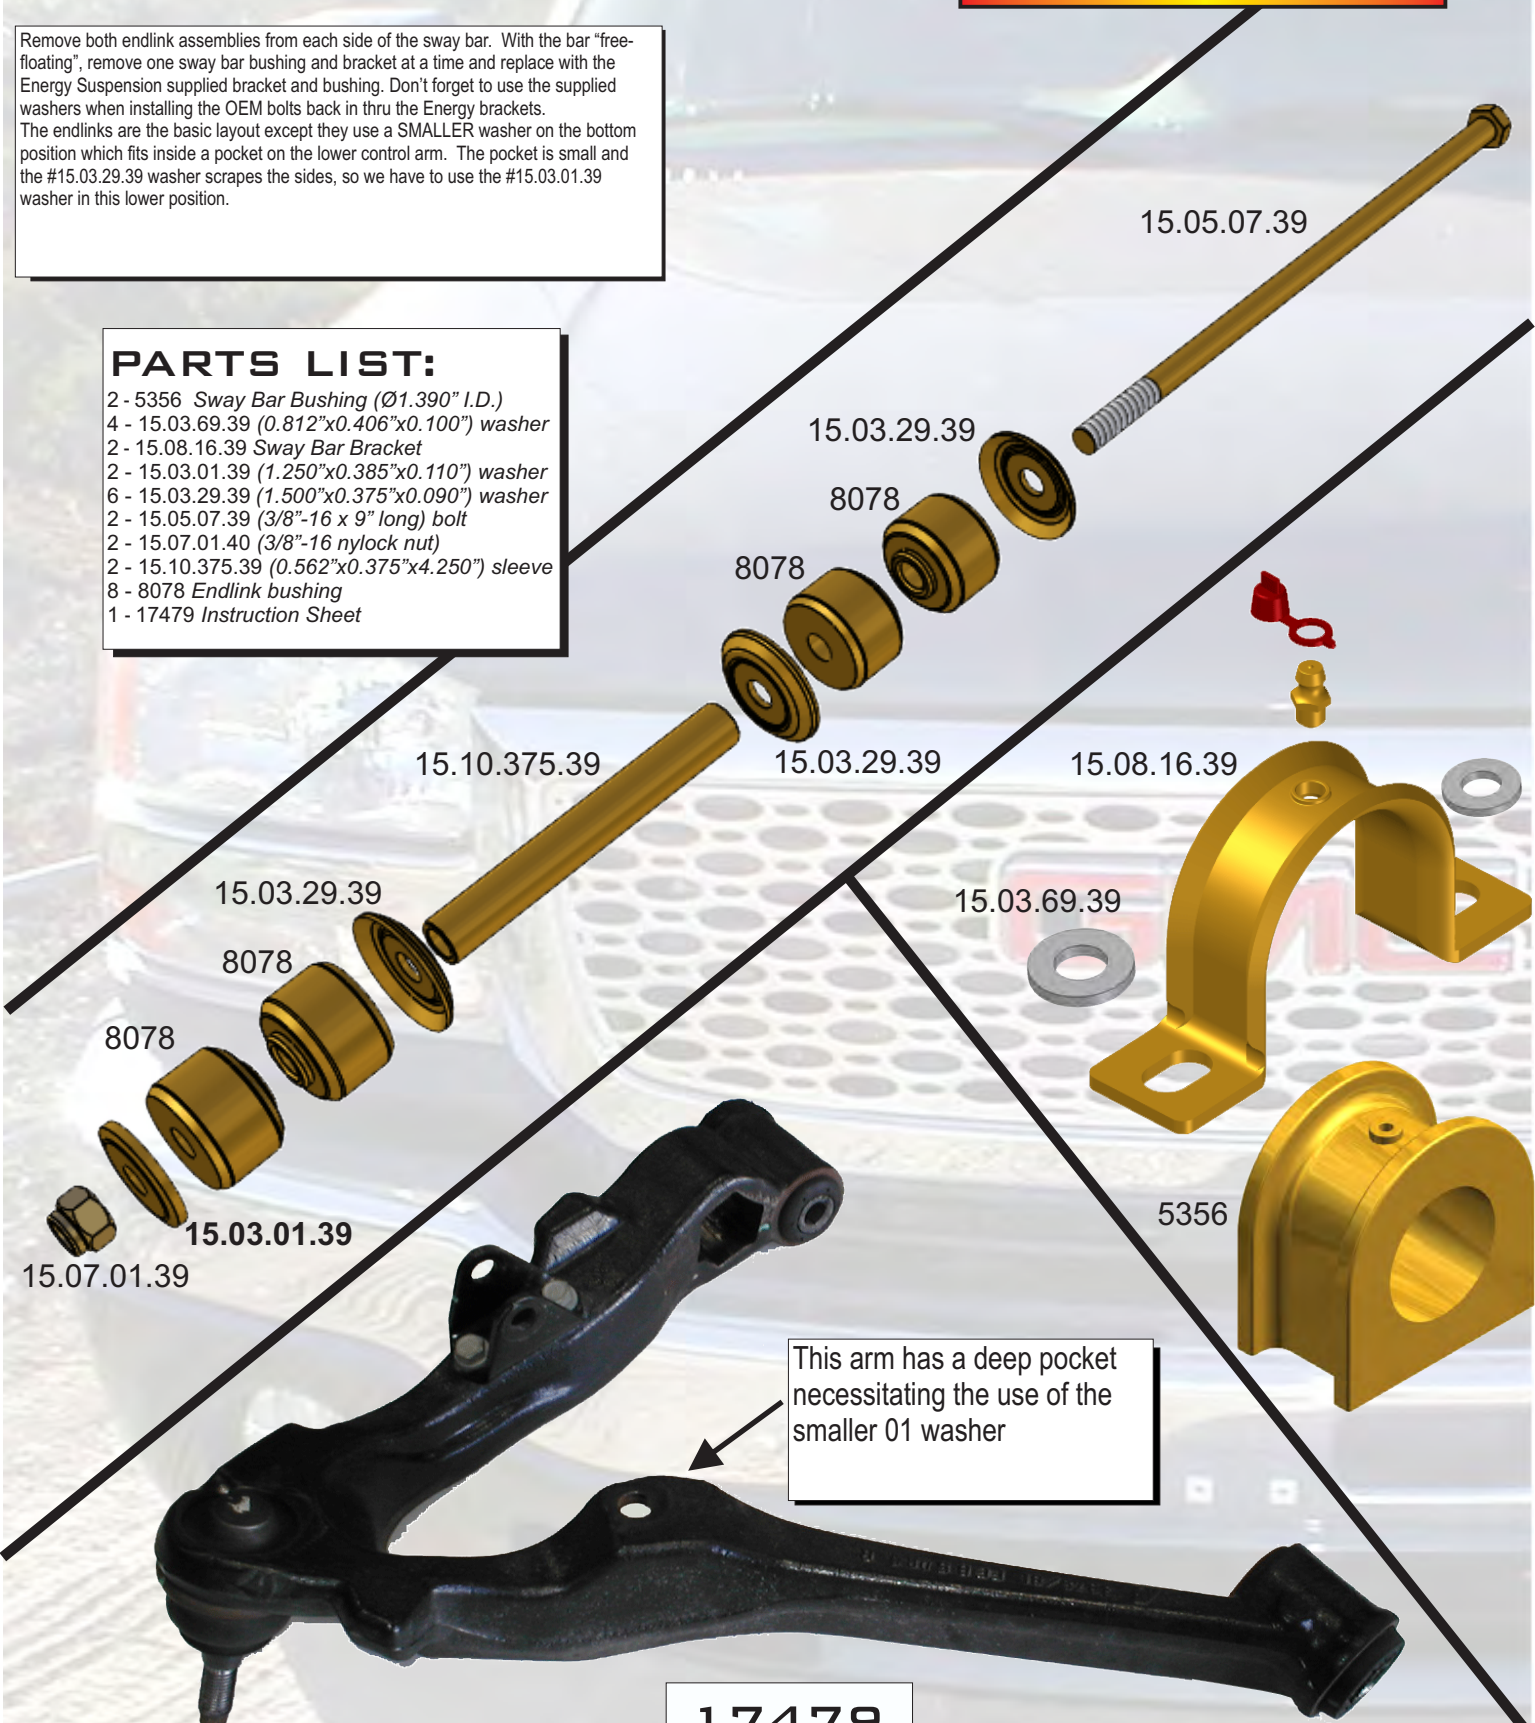 Remove both endlink assemblies from each side of the sway bar.  With the bar “free-
floating”, remove one sway bar bushing and bracket at a time and replace with the
Energy Suspension supplied bracket and bushing. Don’t forget to use the supplied
washers when installing the OEM bolts back in thru the Energy brackets.
The endlinks are the basic layout except they use a SMALLER washer on the bottom
position which fits inside a pocket on the lower control arm.  The pocket is small and
the #15.03.29.39 washer scrapes the sides, so we have to use the #15.03.01.39
washer in this lower position.
PARTS LIST:
2 - 5356  Sway Bar Bushing (Ø1.390” I.D.)
4 - 15.03.69.39 (0.812”x0.406”x0.100”) washer
2 - 15.08.16.39 Sway Bar Bracket
2 - 15.03.01.39 (1.250”x0.385”x0.110”) washer
6 - 15.03.29.39 (1.500”x0.375”x0.090”) washer
2 - 15.05.07.39 (3/8”-16 x 9” long) bolt
2 - 15.07.01.40 (3/8”-16 nylock nut)
2 - 15.10.375.39 (0.562”x0.375”x4.250”) sleeve
8 - 8078 Endlink bushing
1 - 17479 Instruction Sheet
15.05.07.39
15.03.29.39
8078
8078
15.03.29.39
15.10.375.39
15.03.29.39
8078
8078
15.03.01.39
15.07.01.39
15.08.16.39
15.03.69.39
5356
GMC
This arm has a deep pocket
necessitating the use of the
smaller 01 washer
17479